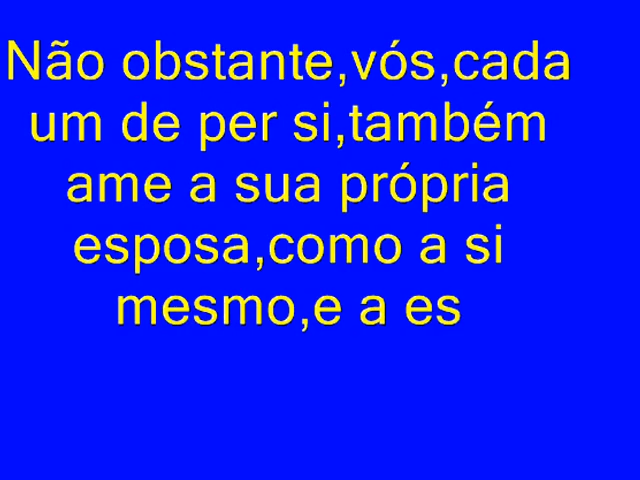 Não obstante,vós,cada
um de per si,também
ame a sua própria
esposa,como a si
mesmo,e a es